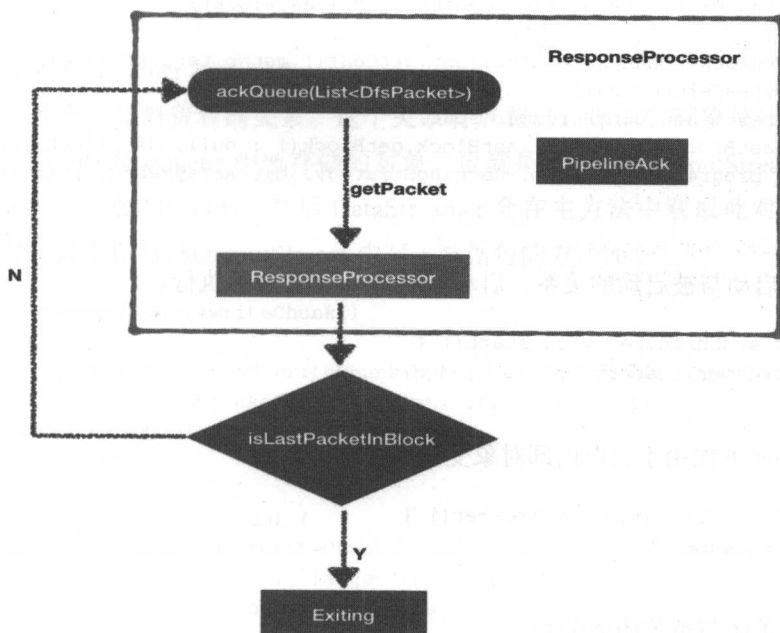 ResponseProcessor
ackQueue(List<DfsPacket>)
PipelineAck
getPacket
N
ResponseProcessor
isLastPacketInBlock
Y
Exiting